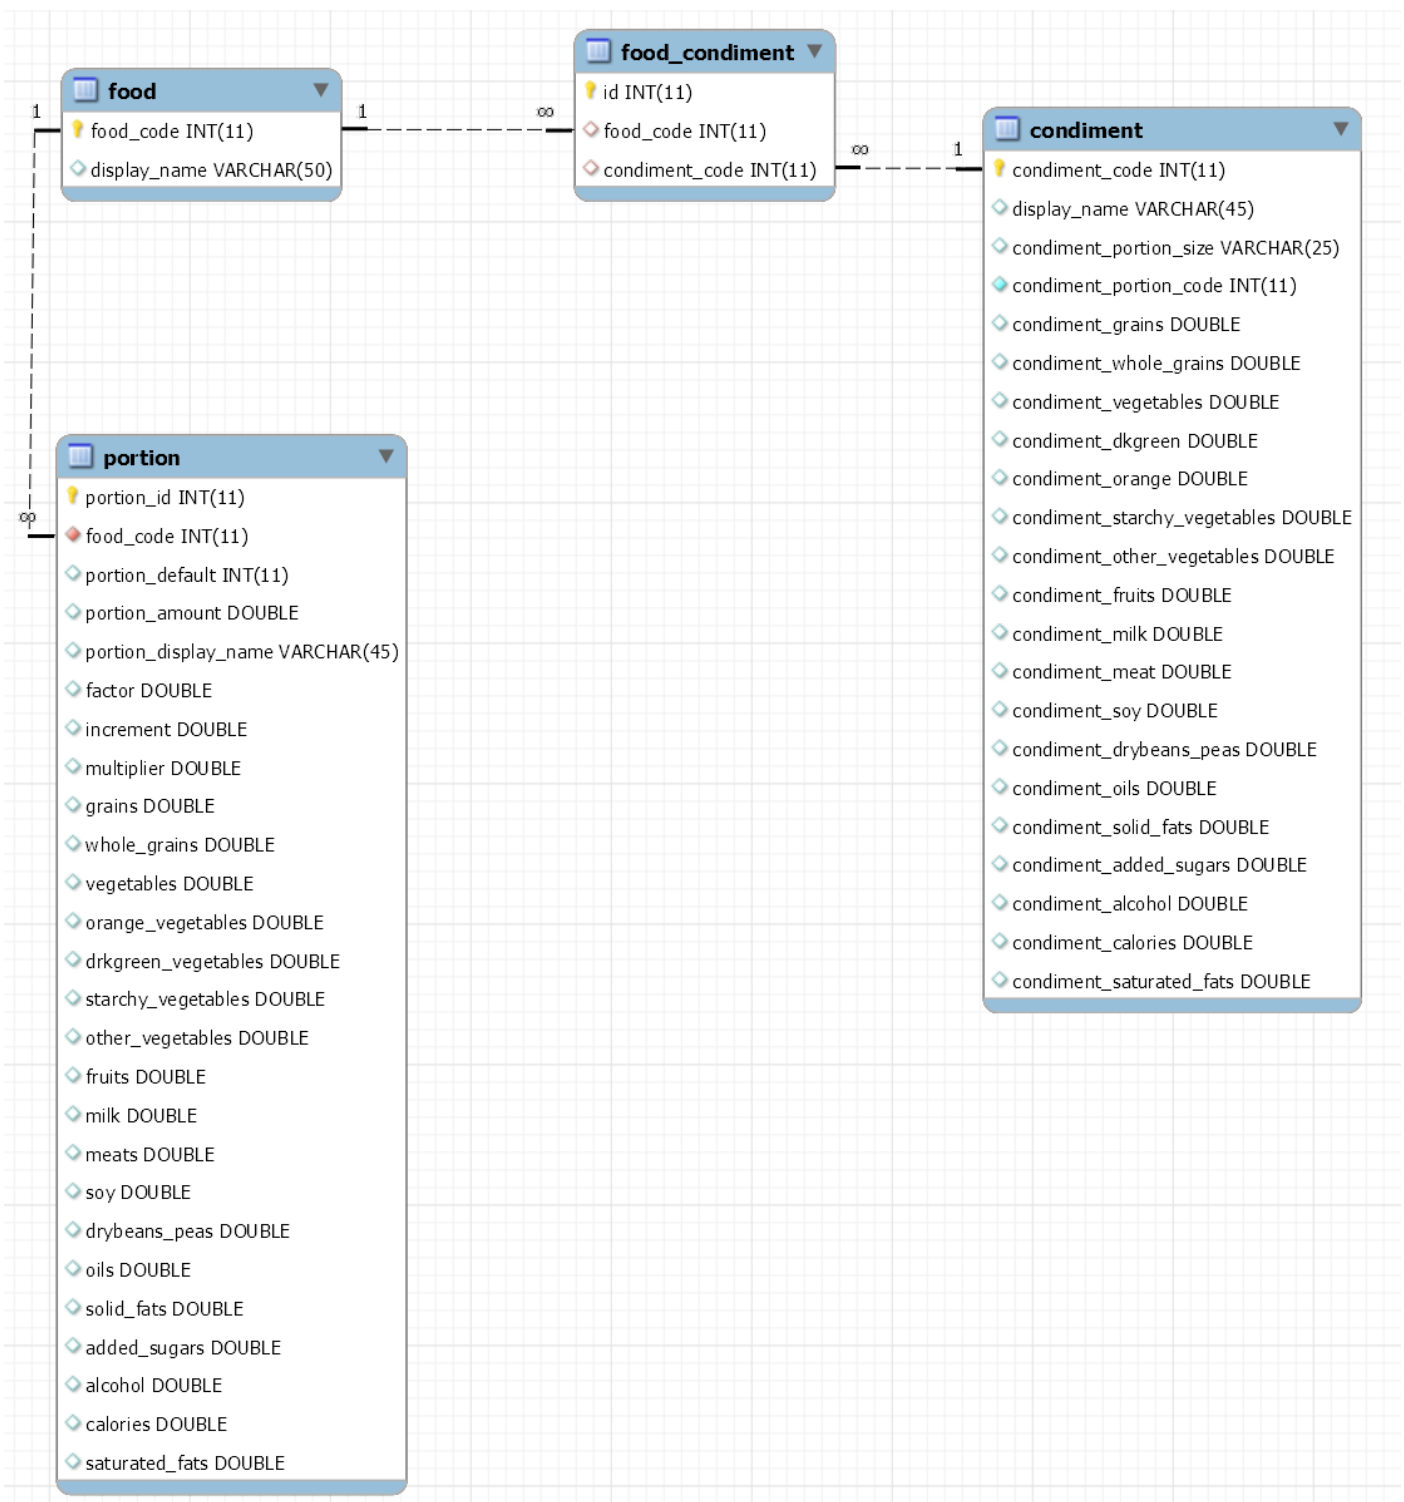 food
food_code INT(11)
display_name VARCHAR(50)
1
1
∞
food_condiment
id INT(11)
food_code INT(11)
condiment_code INT(11)
∞
1
condiment
condiment_code INT(11)
display_name VARCHAR(45)
condiment_portion_size VARCHAR(25)
condiment_portion_code INT(11)
condiment_grains DOUBLE
condiment_whole_grains DOUBLE
condiment_vegetables DOUBLE
condiment_dkgreen DOUBLE
condiment_orange DOUBLE
condiment_starchy_vegetables DOUBLE
condiment_other_vegetables DOUBLE
condiment_fruits DOUBLE
condiment_milk DOUBLE
condiment_meat DOUBLE
condiment_soy DOUBLE
condiment_drybeans_peas DOUBLE
condiment_oils DOUBLE
condiment_solid_fats DOUBLE
condiment_added_sugars DOUBLE
condiment_alcohol DOUBLE
condiment_calories DOUBLE
condiment_saturated_fats DOUBLE
∞
portion
portion_id INT(11)
food_code INT(11)
portion_default INT(11)
portion_amount DOUBLE
portion_display_name VARCHAR(45)
factor DOUBLE
increment DOUBLE
multiplier DOUBLE
grains DOUBLE
whole_grains DOUBLE
vegetables DOUBLE
orange_vegetables DOUBLE
drkgreen_vegetables DOUBLE
starchy_vegetables DOUBLE
other_vegetables DOUBLE
fruits DOUBLE
milk DOUBLE
meats DOUBLE
soy DOUBLE
drybeans_peas DOUBLE
oils DOUBLE
solid_fats DOUBLE
added_sugars DOUBLE
alcohol DOUBLE
calories DOUBLE
saturated_fats DOUBLE